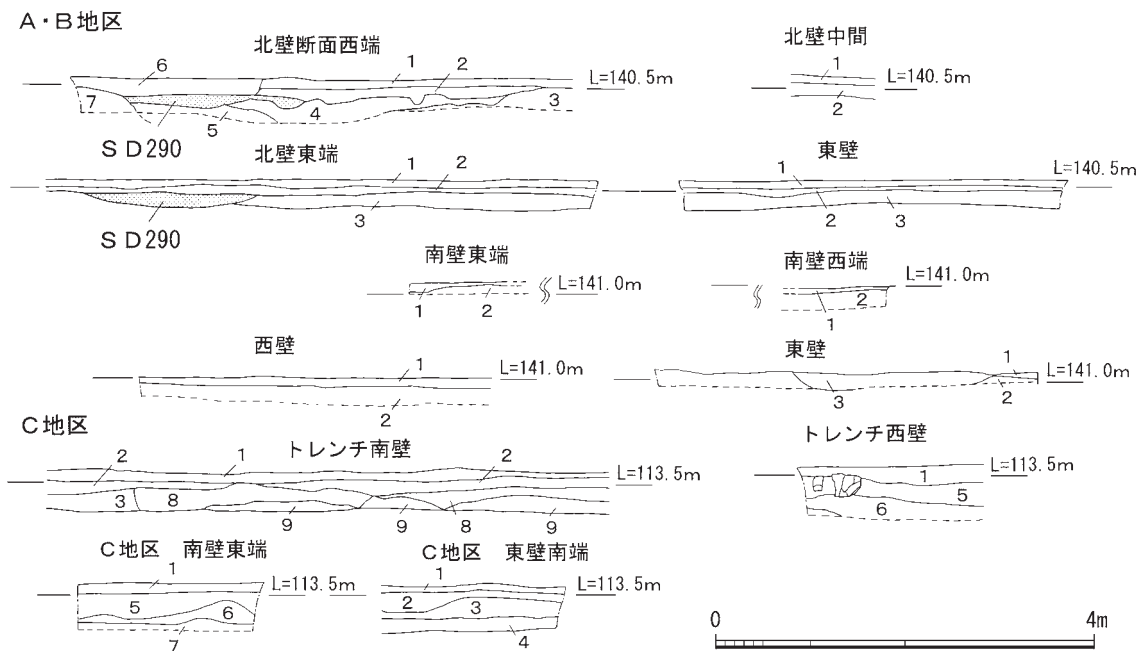 A・B地区
北壁断面西端
6 1 2 L=140.5m
7 5 4 3
SD290
北壁中間
1 L=140.5m
2
北壁東端
1 2
3
SD290
東壁
1 L=140.5m
2 3
南壁東端
L=141.0m
1 2
南壁西端
L=141.0m
2
1
西壁
1 L=141.0m
2
東壁
1 L=141.0m
3 2
C地区
トレンチ南壁
2 1 2 L=113.5m
3 8
9 9 8 9
トレンチ西壁
L=113.5m
1 5
6
C地区 南壁東端
1 L=113.5m
5 6
7
C地区 東壁南端
1 L=113.5m
2 3
4
0 4m